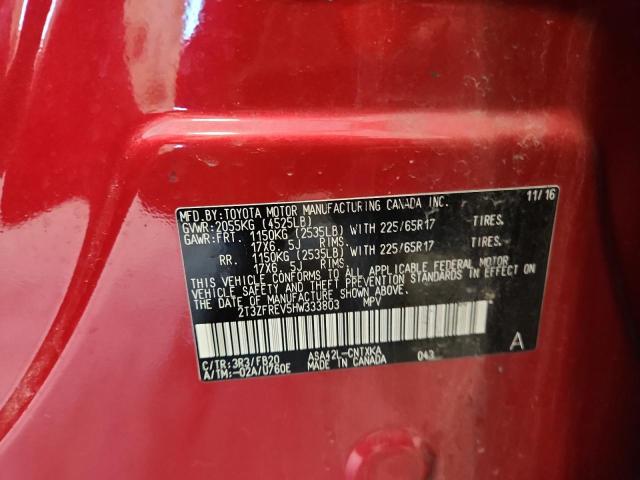 MFD.BY:TOYOTA MOTOR MANUFACTURING CANADA INC. 11/16
GVWR:2055KG (4525LB)
GAWR:FRT. 1150KG (2535LB) WITH 225/65R17 TIRES.
17X6.5J RIMS.
RR. 1150KG (2535LB) WITH 225/65R17 TIRES.
17X6.5J RIMS.
THIS VEHICLE CONFORMS TO ALL APPLICABLE FEDERAL MOTOR
VEHICLE SAFETY AND THEFT PREVENTION STANDARDS IN EFFECT
ON THE DATE OF MANUFACTURE SHOWN ABOVE.
2T3ZFREV5HW333803 MPV
C/TR:3R3/FB20 ASA42L-CNTXKA 043 A
A/TM:-02A/U760E MADE IN CANADA